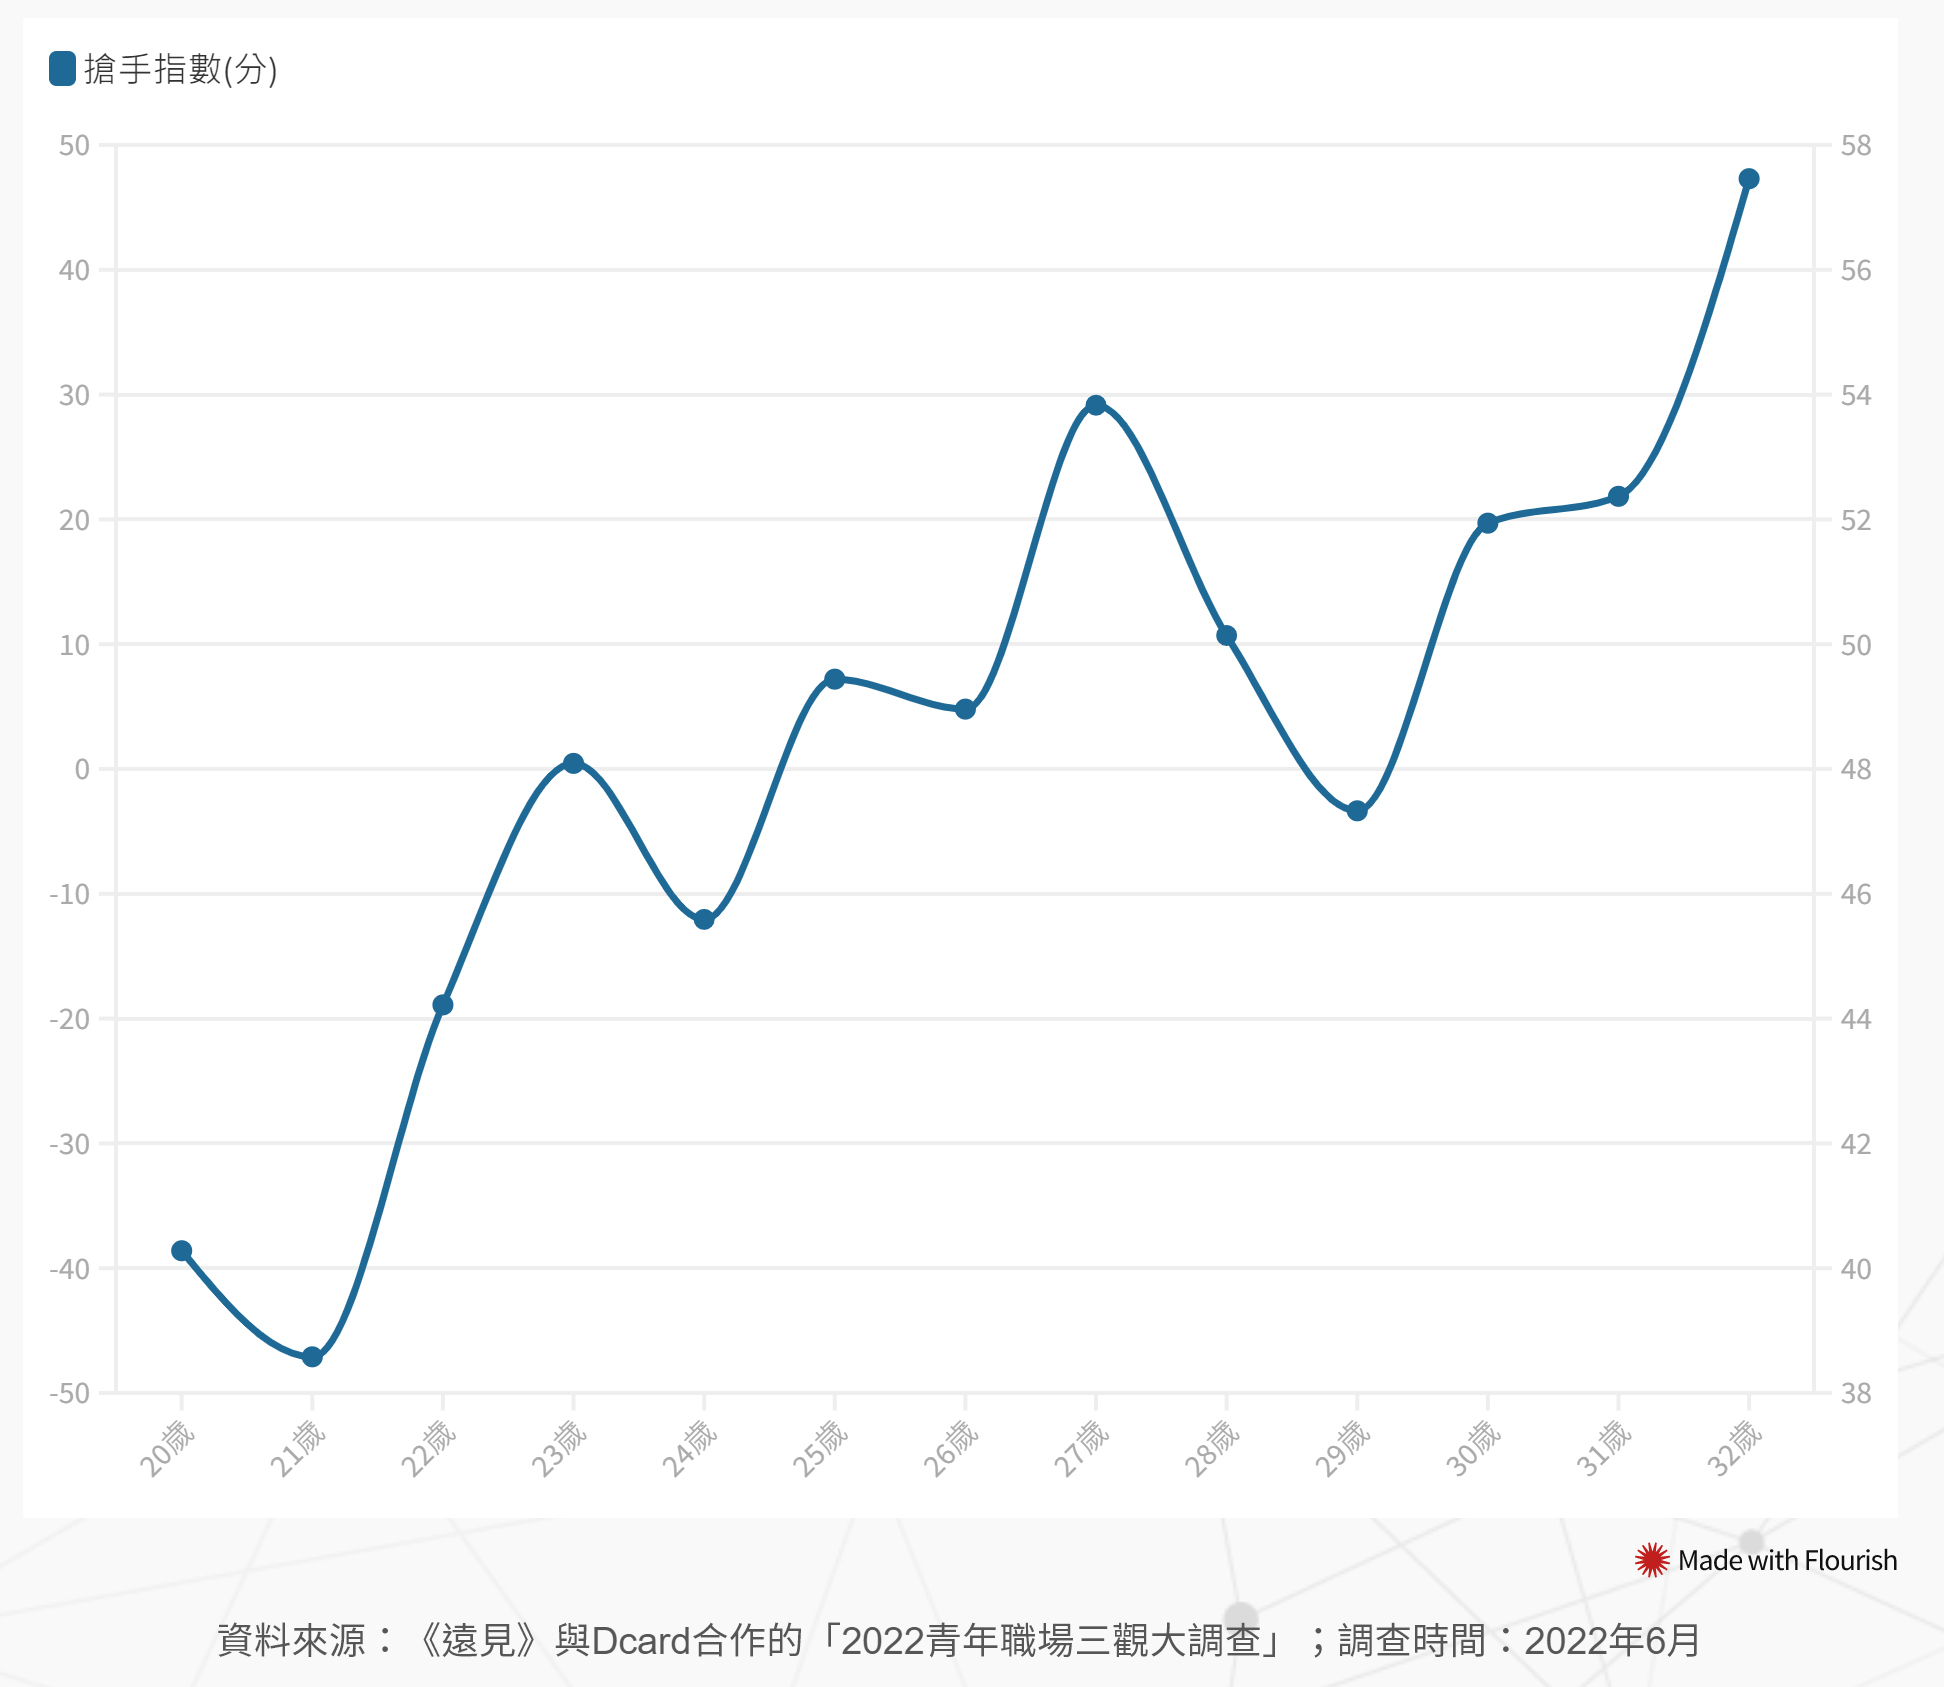 搶手指數(分)
50 58
40 56
30 54
20 52
10 50
0 48
-10 46
-20 44
-30 42
-40 40
-50 38
20歲 21歲 22歲 23歲 24歲 25歲 26歲 27歲 28歲 29歲 30歲 31歲 32歲
Made with Flourish
資料來源：《遠見》與Dcard合作的「2022青年職場三觀大調查」；調查時間：2022年6月